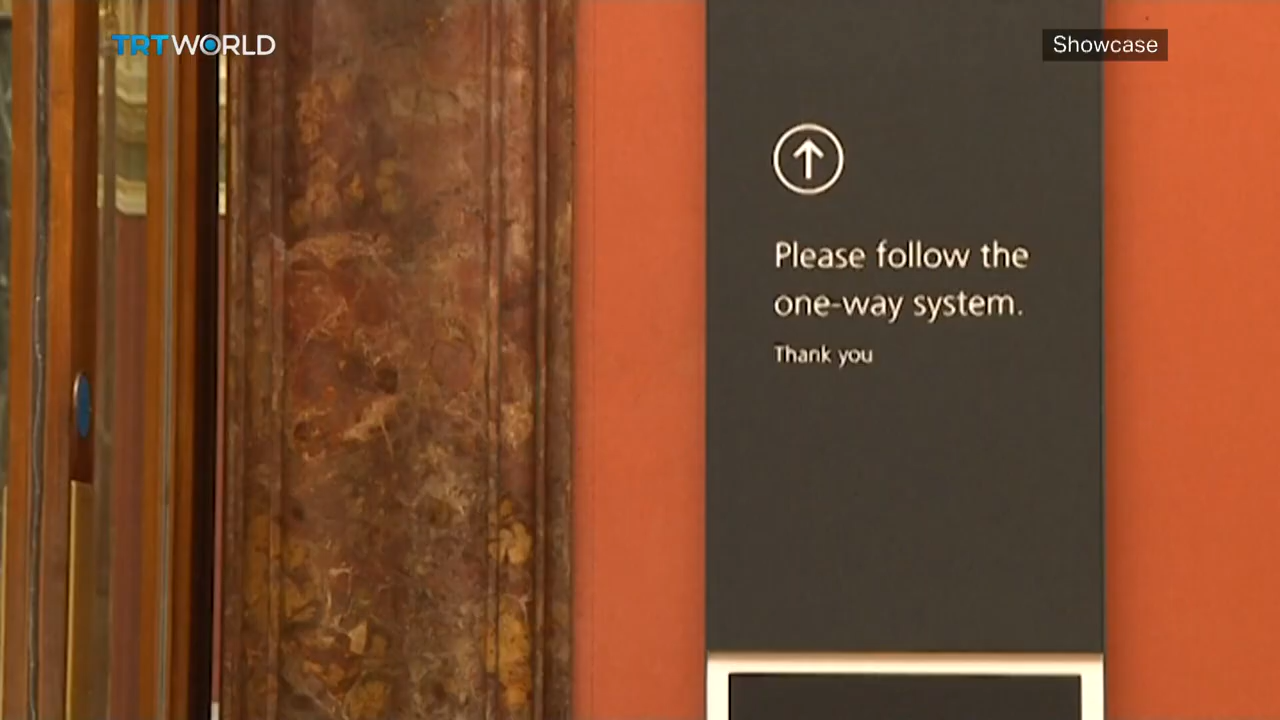 TRTWORLD
Showcase
Please follow the
one-way system.
Thank you